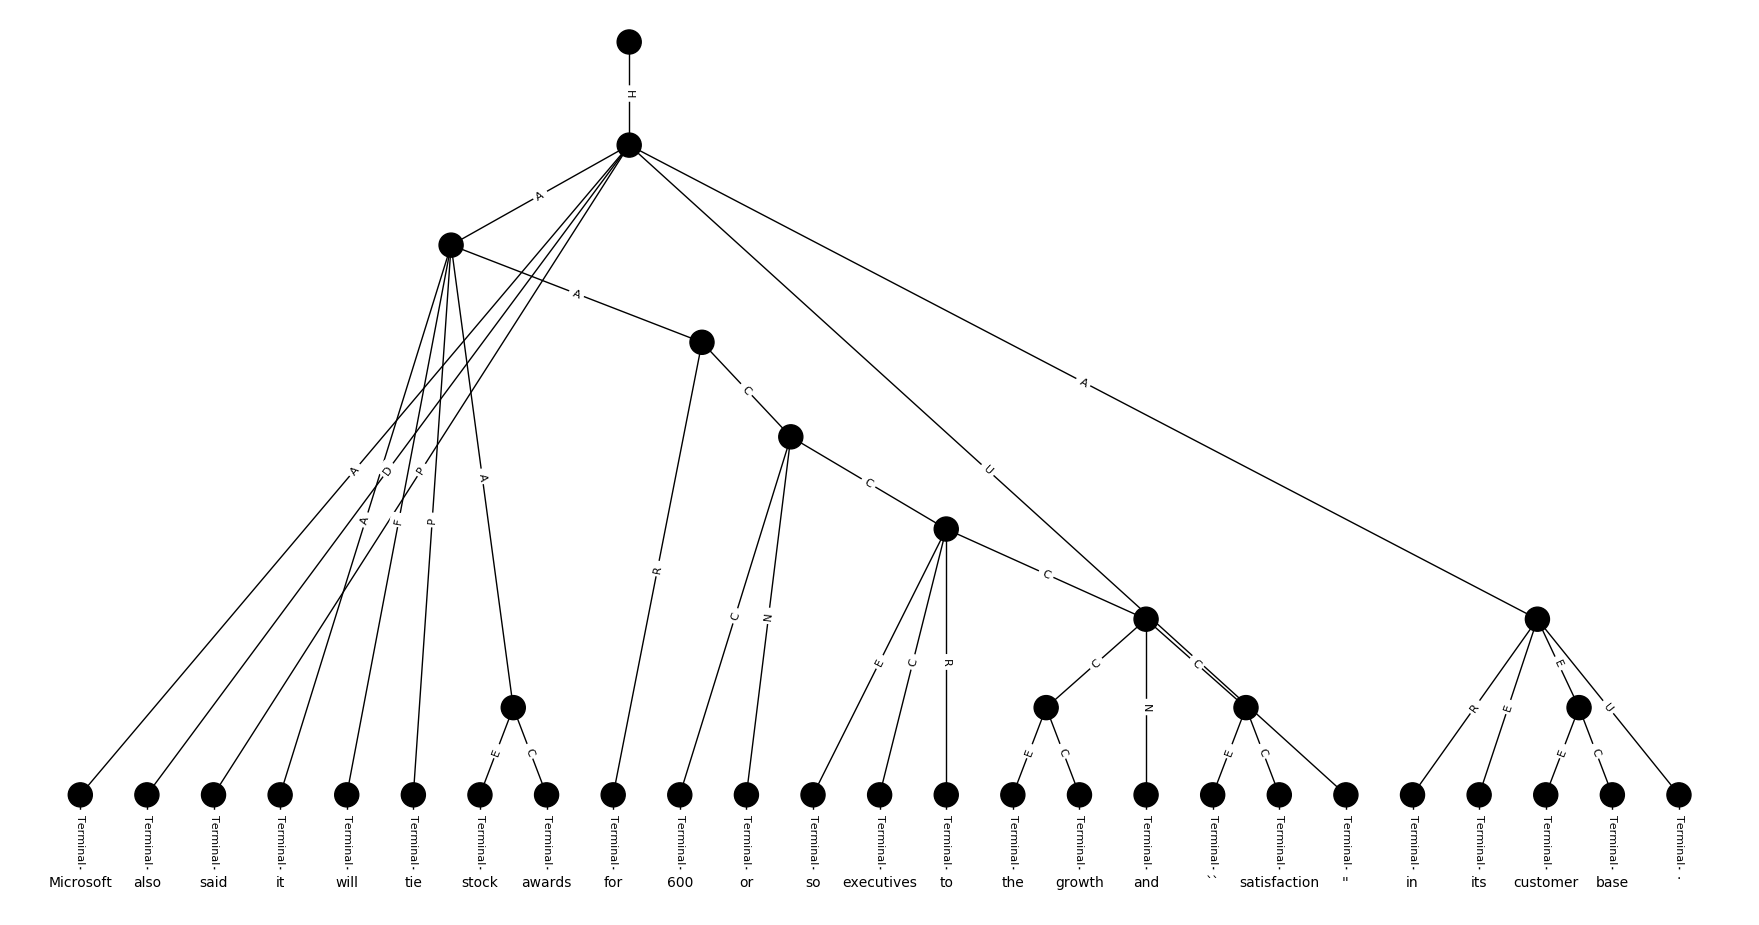 H
A
A
C
A
U
C
A D P A F P A
R
C
C N
E C R
C C
E
R E U
N
E C
E C
E C
E C
Terminal Terminal Terminal Terminal Terminal Terminal Terminal Terminal Terminal Terminal Terminal Terminal Terminal Terminal Terminal Terminal Terminal Terminal Terminal Terminal Terminal Terminal Terminal Terminal Terminal
Microsoft also said it will tie stock awards for 600 or so executives to the growth and `` satisfaction " in its customer base .